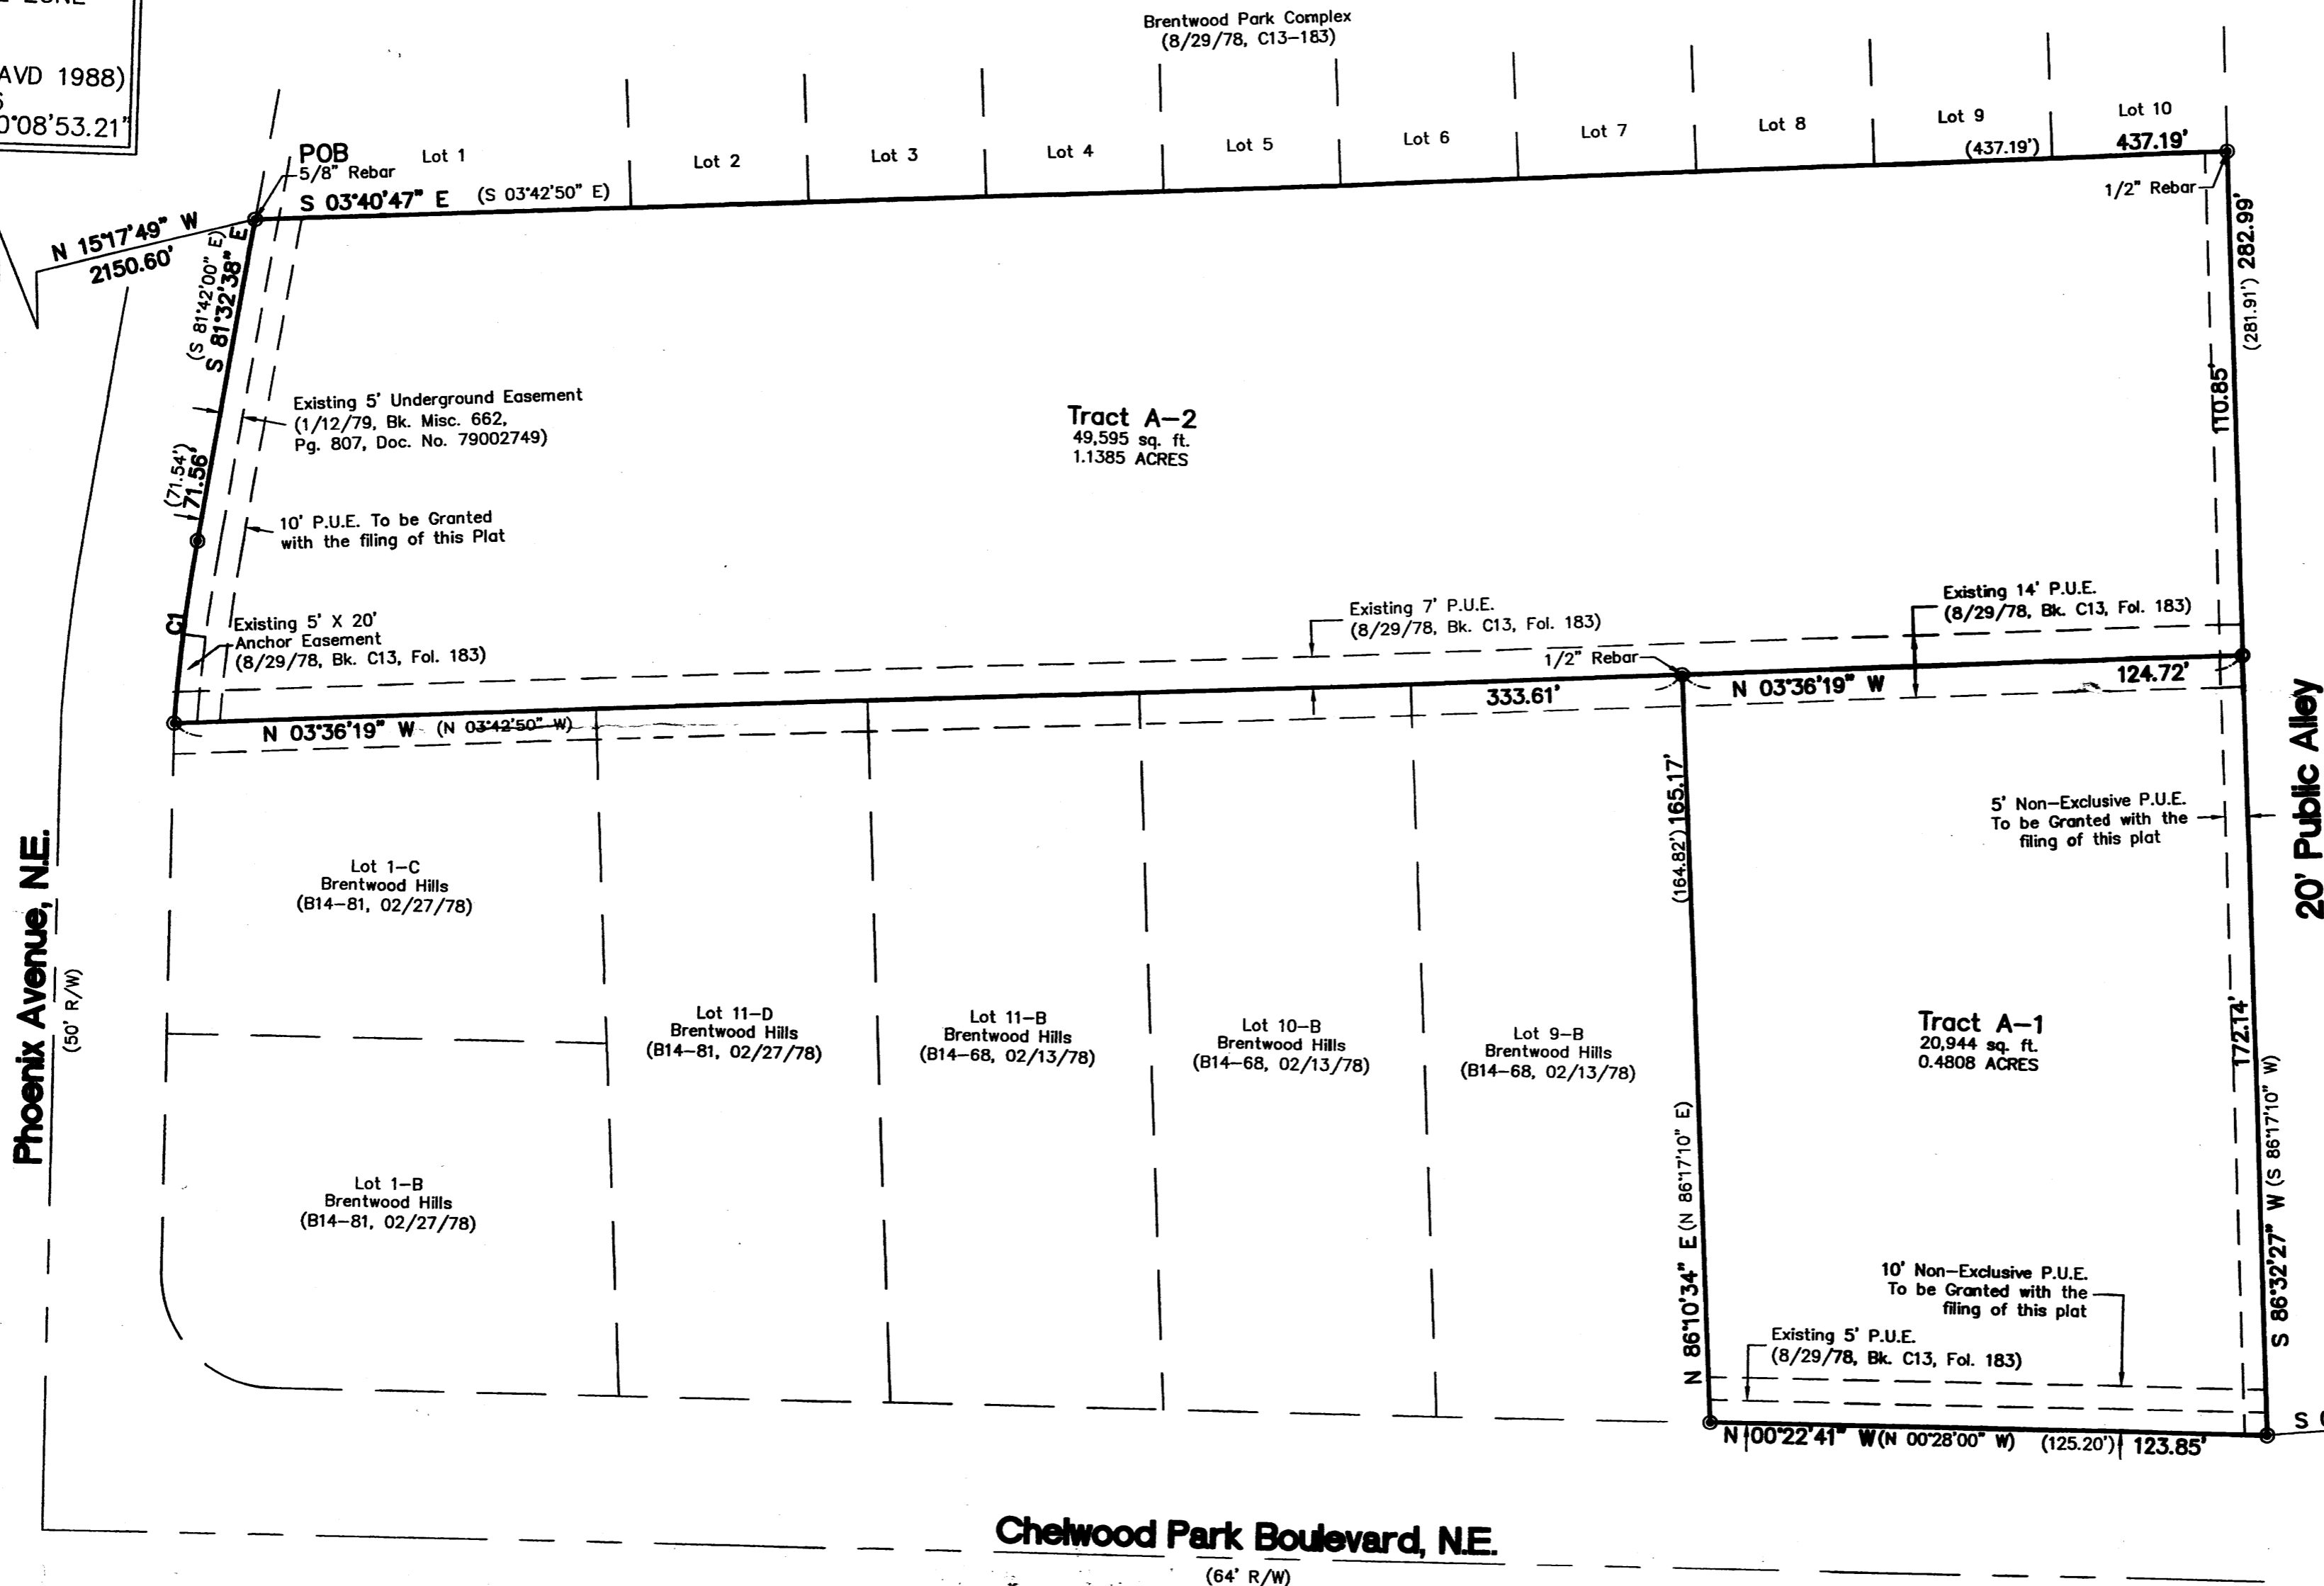 AVD 1988)
0°08'53.21"
Brentwood Park Complex
(8/29/78, C13-183)
Lot 1
Lot 2
Lot 3
Lot 4
Lot 5
Lot 6
Lot 7
Lot 8
Lot 9
Lot 10
POB
5/8" Rebar
S 03°40'47" E (S 03°42'50" E)
(437.19')
437.19'
1/2" Rebar
N 15°17'49" W
2150.60'
(S 81°42'00" E)
S 81°32'38" E
(71.54')
71.56'
C1
(281.91') 282.99'
110.85'
Existing 5' Underground Easement
(1/12/79, Bk. Misc. 662,
Pg. 807, Doc. No. 79002749)
10' P.U.E. To be Granted
with the filing of this Plat
Existing 5' X 20'
Anchor Easement
(8/29/78, Bk. C13, Fol. 183)
Tract A-2
49,595 sq. ft.
1.1385 ACRES
Existing 7' P.U.E.
(8/29/78, Bk. C13, Fol. 183)
1/2" Rebar
Existing 14' P.U.E.
(8/29/78, Bk. C13, Fol. 183)
N 03°36'19" W (N 03°42'50" W)
333.61'
N 03°36'19" W
124.72'
20' Public Alley
Phoenix Avenue, N.E.
(50' R/W)
Lot 1-C
Brentwood Hills
(B14-81, 02/27/78)
Lot 1-B
Brentwood Hills
(B14-81, 02/27/78)
Lot 11-D
Brentwood Hills
(B14-81, 02/27/78)
Lot 11-B
Brentwood Hills
(B14-68, 02/13/78)
Lot 10-B
Brentwood Hills
(B14-68, 02/13/78)
Lot 9-B
Brentwood Hills
(B14-68, 02/13/78)
(164.82') 165.17'
N 86°10'34" E (N 86°17'10" E)
5' Non-Exclusive P.U.E.
To be Granted with the
filing of this plat
Tract A-1
20,944 sq. ft.
0.4808 ACRES
172.14'
S 86°32'27" W (S 86°17'10" W)
10' Non-Exclusive P.U.E.
To be Granted with the
filing of this plat
Existing 5' P.U.E.
(8/29/78, Bk. C13, Fol. 183)
N 00°22'41" W (N 00°28'00" W) (125.20') 123.85'
Chelwood Park Boulevard, N.E.
(64' R/W)